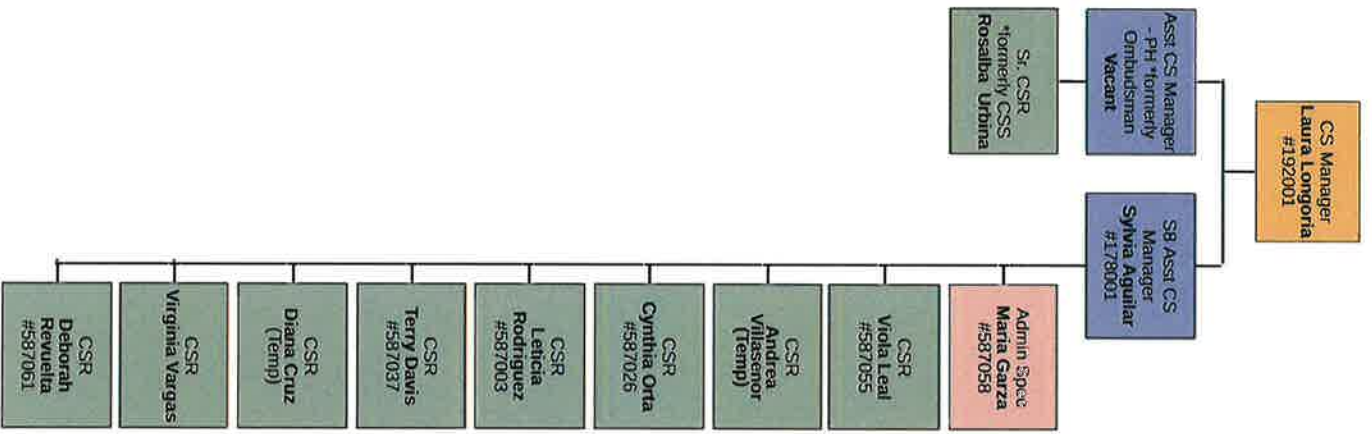 CS Manager
Laura Longoria
#192001
Asst CS Manager
- PH *formerly
Ombudsman
Vacant
Sr. CSR
*formerly CSS
Rosalba Urbina
S8 Asst CS
Manager
Sylvia Aguilar
#178001
Admin Spec
Maria Garza
#587058
CSR
Viola Leal
#587055
CSR
Andrea
Villasenor
(Temp)
CSR
Cynthia Orta
#587026
CSR
Leticia
Rodriguez
#587003
CSR
Terry Davis
#587037
CSR
Diana Cruz
(Temp)
CSR
Virginia Vargas
CSR
Deborah
Revuelta
#587061